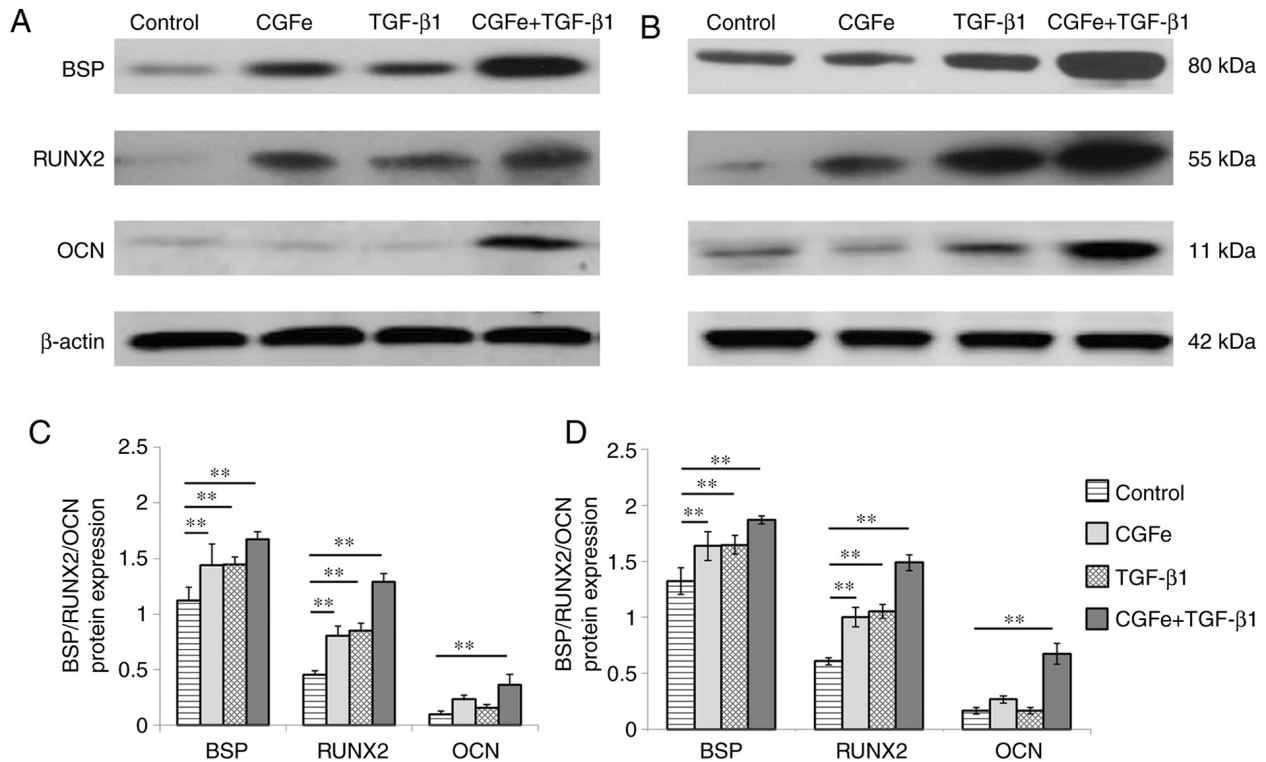 A
Control CGFe TGF-β1 CGFe+TGF-β1
BSP
RUNX2
OCN
β-actin
B
Control CGFe TGF-β1 CGFe+TGF-β1
80 kDa
55 kDa
11 kDa
42 kDa
C
BSP/RUNX2/OCN
protein expression
2.5
2
1.5
1
0.5
0
** ** **
** ** **
**
BSP RUNX2 OCN
D
BSP/RUNX2/OCN
protein expression
2.5
2
1.5
1
0.5
0
** ** **
** ** **
**
BSP RUNX2 OCN
Control
CGFe
TGF-β1
CGFe+TGF-β1